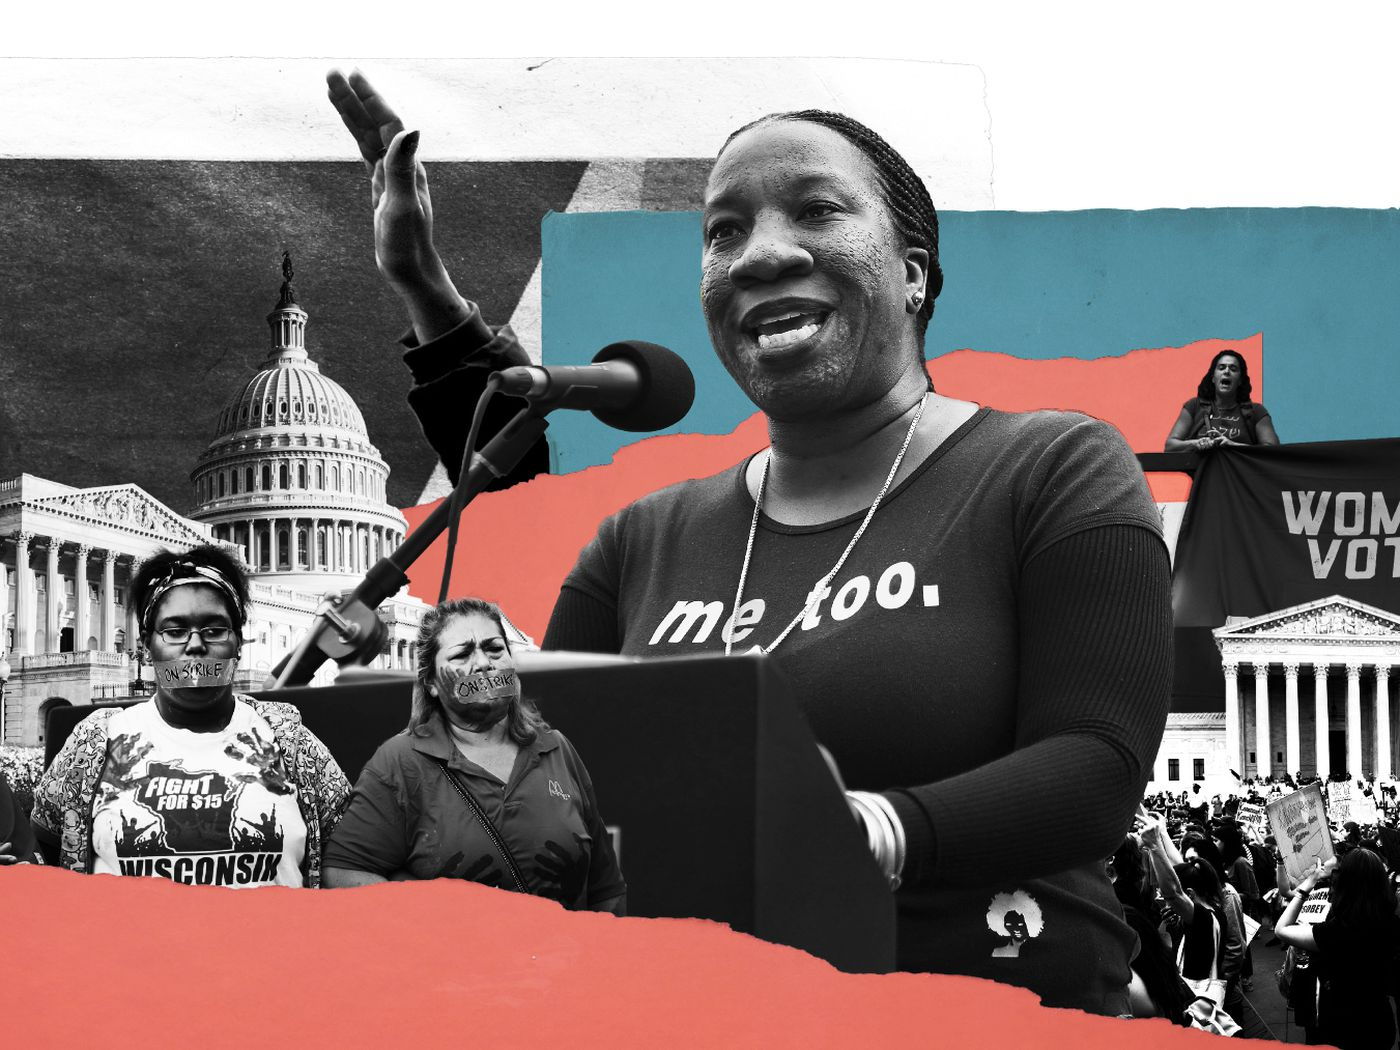 me too.
WOM
VOT
ON STRIKE
ON STRIKE
FIGHT
FOR $15
WISCONSIN